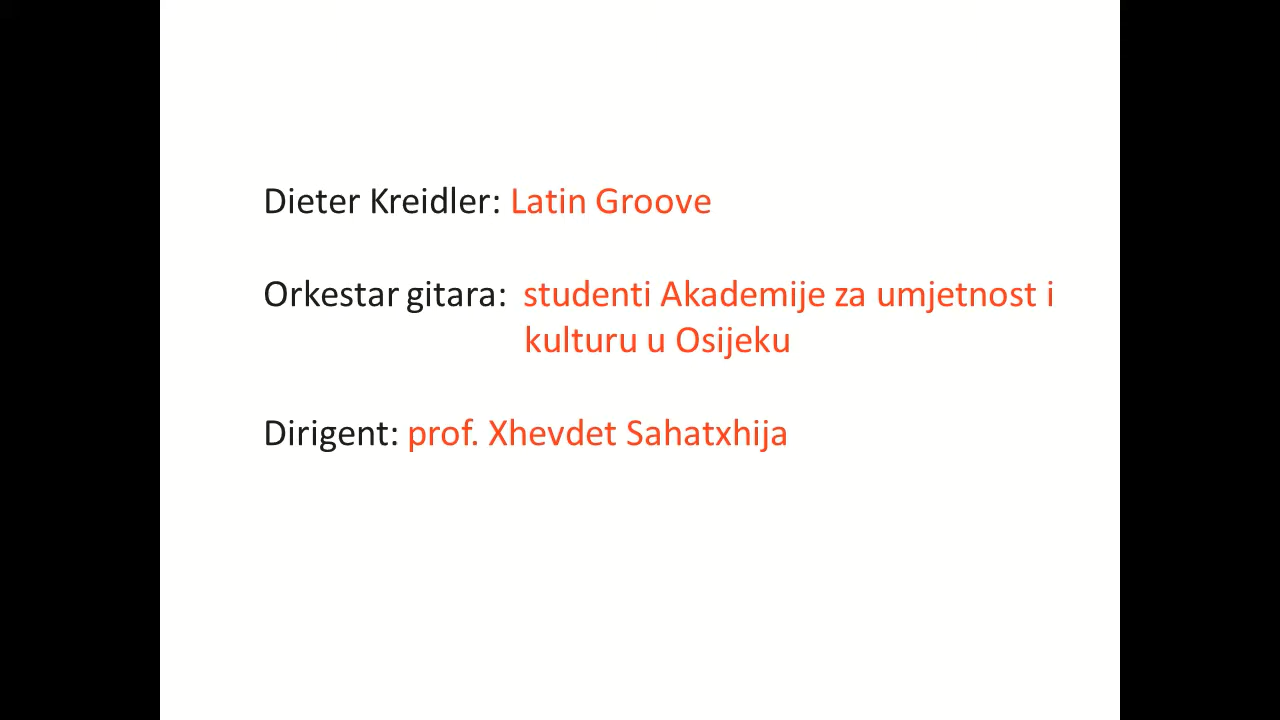 Dieter Kreidler: Latin Groove
Orkestar gitara: studenti Akademije za umjetnost i
kulturu u Osijeku
Dirigent: prof. Xhevdet Sahatxhija